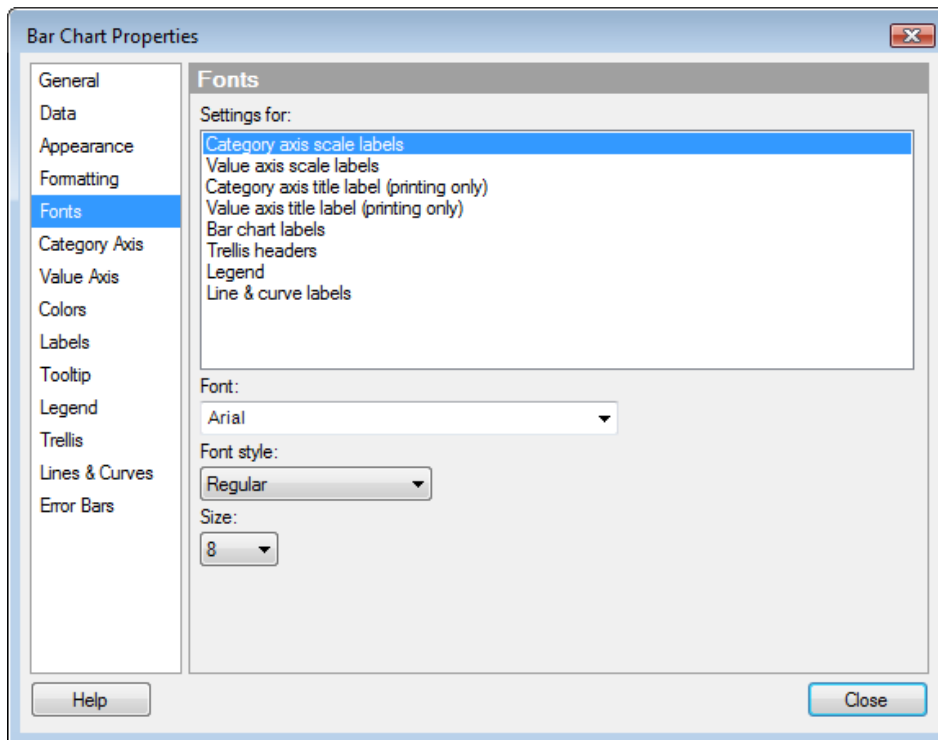 Bar Chart Properties
General
Data
Appearance
Formatting
Fonts
Category Axis
Value Axis
Colors
Labels
Tooltip
Legend
Trellis
Lines & Curves
Error Bars
Fonts
Settings for:
Category axis scale labels
Value axis scale labels
Category axis title label (printing only)
Value axis title label (printing only)
Bar chart labels
Trellis headers
Legend
Line & curve labels
Font:
Arial
Font style:
Regular
Size:
8
Help
Close